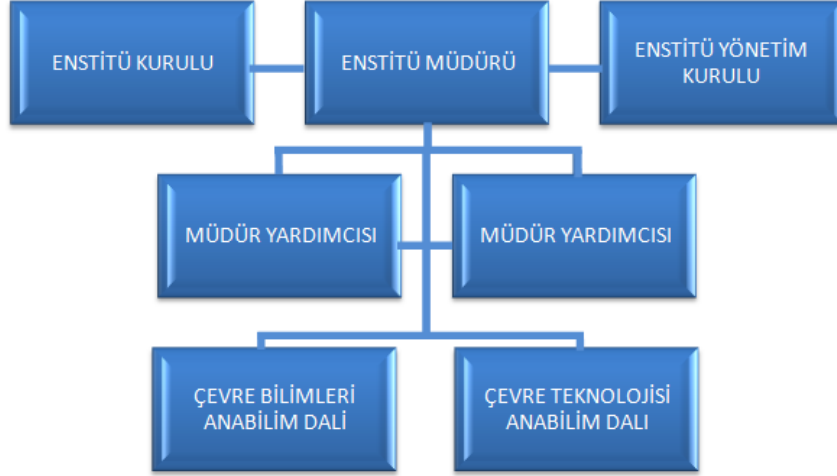 ENSTİTÜ KURULU
ENSTİTÜ MÜDÜRÜ
ENSTİTÜ YÖNETİM
KURULU
MÜDÜR YARDIMCISI
MÜDÜR YARDIMCISI
ÇEVRE BİLİMLERİ
ANABİLİM DALİ
ÇEVRE TEKNOLOJİSİ
ANABİLİM DALI